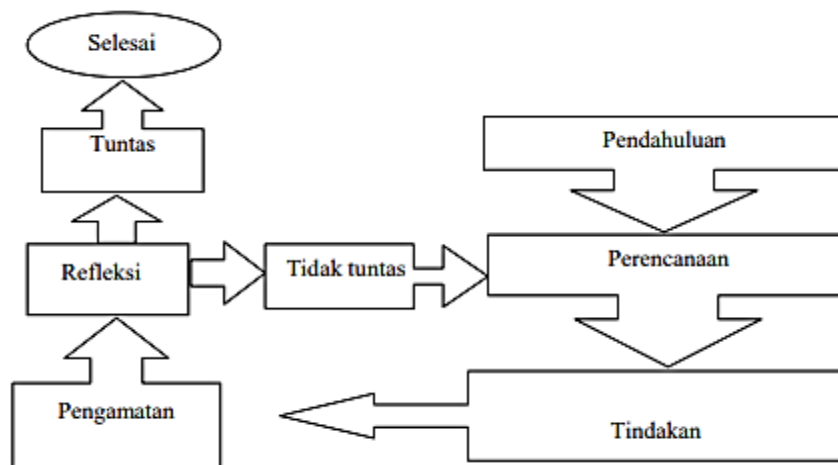 Selesai
Tuntas
Pendahuluan
Refleksi
Tidak tuntas
Perencanaan
Pengamatan
Tindakan